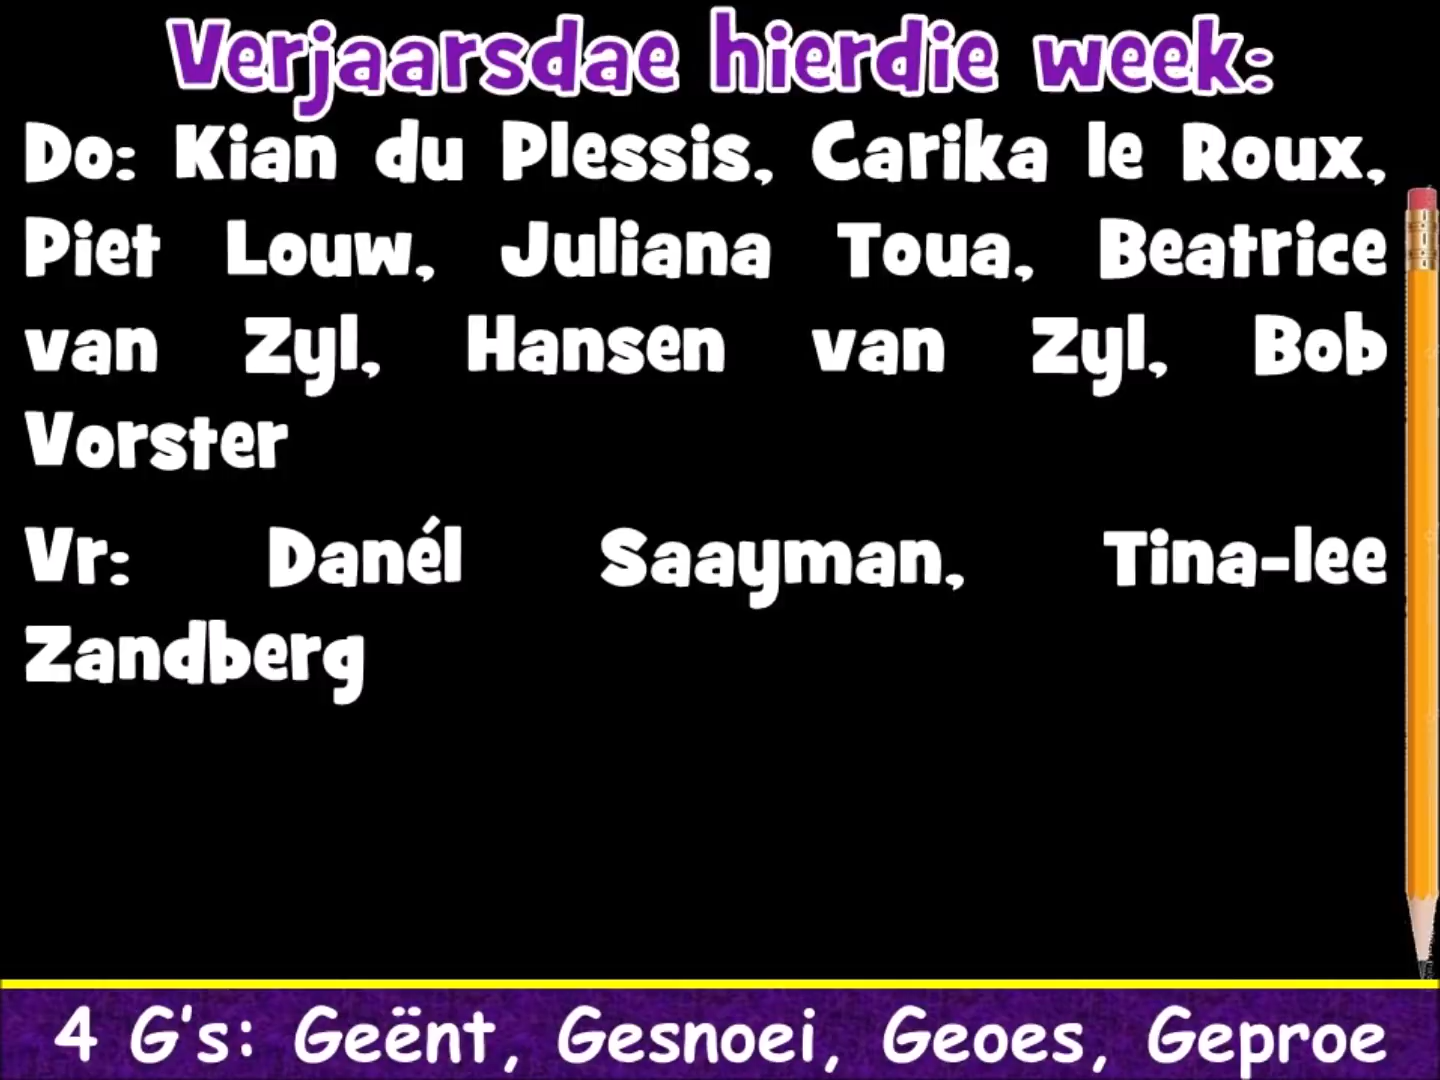 Verjaarsdae hierdie week:
Do: Kian du Plessis, Carika le Roux,
Piet Louw, Juliana Toua, Beatrice
van Zyl, Hansen van Zyl, Bob
Vorster
Vr: Danél Saayman, Tina-lee
Zandberg
4 G's: Geënt, Gesnoei, Geoes, Geproe